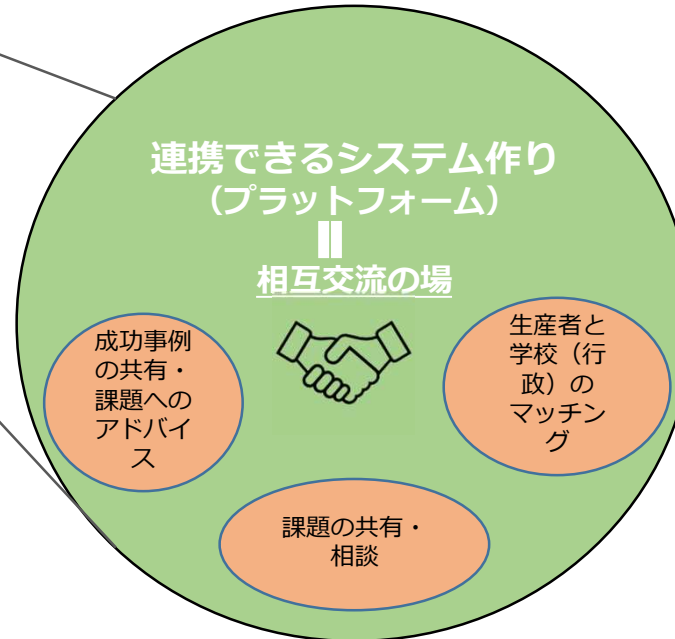 連携できるシステム作り
（プラットフォーム）
||
相互交流の場
成功事例
の共有・
課題への
アドバイ
ス
生産者と
学校（行
政）の
マッチン
グ
課題の共有・
相談